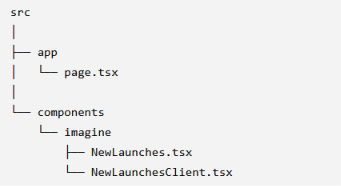 src
│
├── app
│   └── page.tsx
│
└── components
    └── imagine
        ├── NewLaunches.tsx
        └── NewLaunchesClient.tsx